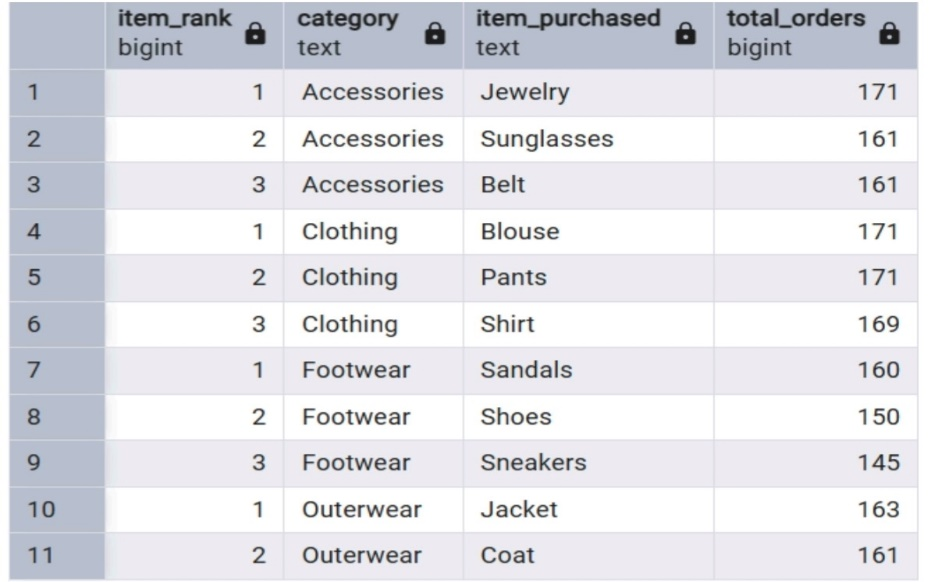 item_rank category item_purchased total_orders
bigint text text bigint
1 1 Accessories Jewelry 171
2 2 Accessories Sunglasses 161
3 3 Accessories Belt 161
4 1 Clothing Blouse 171
5 2 Clothing Pants 171
6 3 Clothing Shirt 169
7 1 Footwear Sandals 160
8 2 Footwear Shoes 150
9 3 Footwear Sneakers 145
10 1 Outerwear Jacket 163
11 2 Outerwear Coat 161